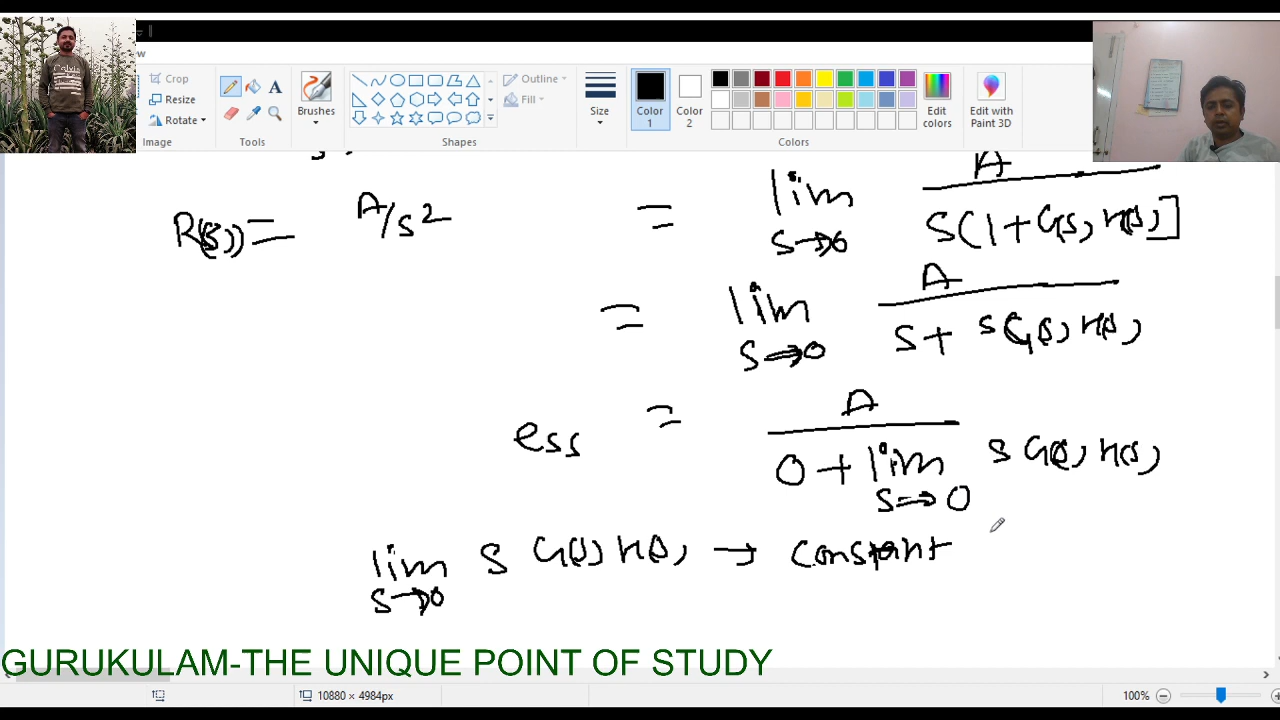 Crop
Resize
Rotate
Image
Tools
Brushes
Shapes
Outline
Fill
Size
Color 1
Color 2
Edit colors
Edit with Paint 3D
Colors
R(s) = A/s²
= lim s→0 A / s[1+G(s)H(s)]
= lim s→0 A / s + sG(s)H(s)
ess = A / 0 + lim s→0 sG(s)H(s)
lim s→0 s G(s)H(s) → constant
GURUKULAM-THE UNIQUE POINT OF STUDY
10880 × 4984px
100%